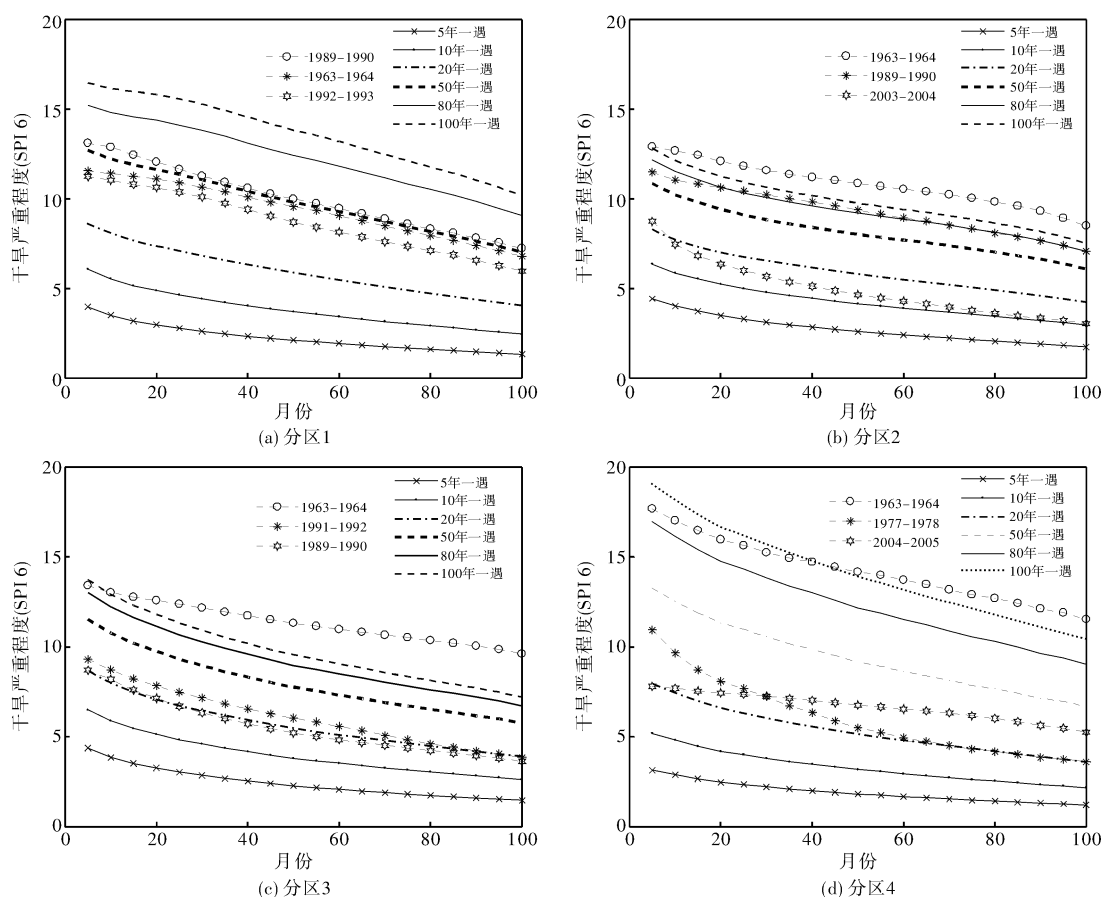 20
15
10
5
0
0
20
40
60
80
100
干旱严重程度(SPI 6)
月份
1989-1990
1963-1964
1992-1993
5年一遇
10年一遇
20年一遇
50年一遇
80年一遇
100年一遇
(a) 分区1
20
15
10
5
0
0
20
40
60
80
100
干旱严重程度(SPI 6)
月份
1963-1964
1989-1990
2003-2004
5年一遇
10年一遇
20年一遇
50年一遇
80年一遇
100年一遇
(b) 分区2
20
15
10
5
0
0
20
40
60
80
100
干旱严重程度(SPI 6)
月份
1963-1964
1991-1992
1989-1990
5年一遇
10年一遇
20年一遇
50年一遇
80年一遇
100年一遇
(c) 分区3
20
15
10
5
0
0
20
40
60
80
100
干旱严重程度(SPI 6)
月份
1963-1964
1977-1978
2004-2005
5年一遇
10年一遇
20年一遇
50年一遇
80年一遇
100年一遇
(d) 分区4